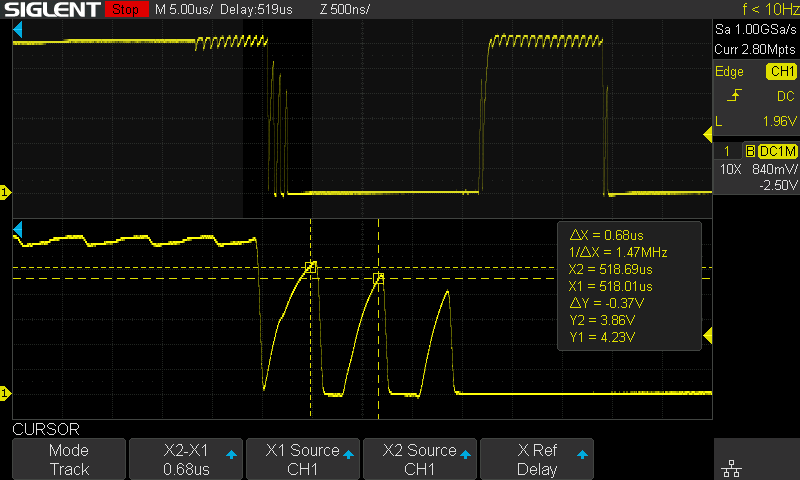 SIGLENT Stop M 5.00us/ Delay:519us Z 500ns/ f < 10Hz
Sa 1.00GSa/s
Curr 2.80Mpts
Edge CH1
DC
L 1.96V
1 B DC1M
10X 840mV/
-2.50V
1
ΔX = 0.68us
1/ΔX = 1.47MHz
X2 = 518.69us
X1 = 518.01us
ΔY = -0.37V
Y2 = 3.86V
Y1 = 4.23V
1
CURSOR
Mode
Track
X2-X1
0.68us
X1 Source
CH1
X2 Source
CH1
X Ref
Delay